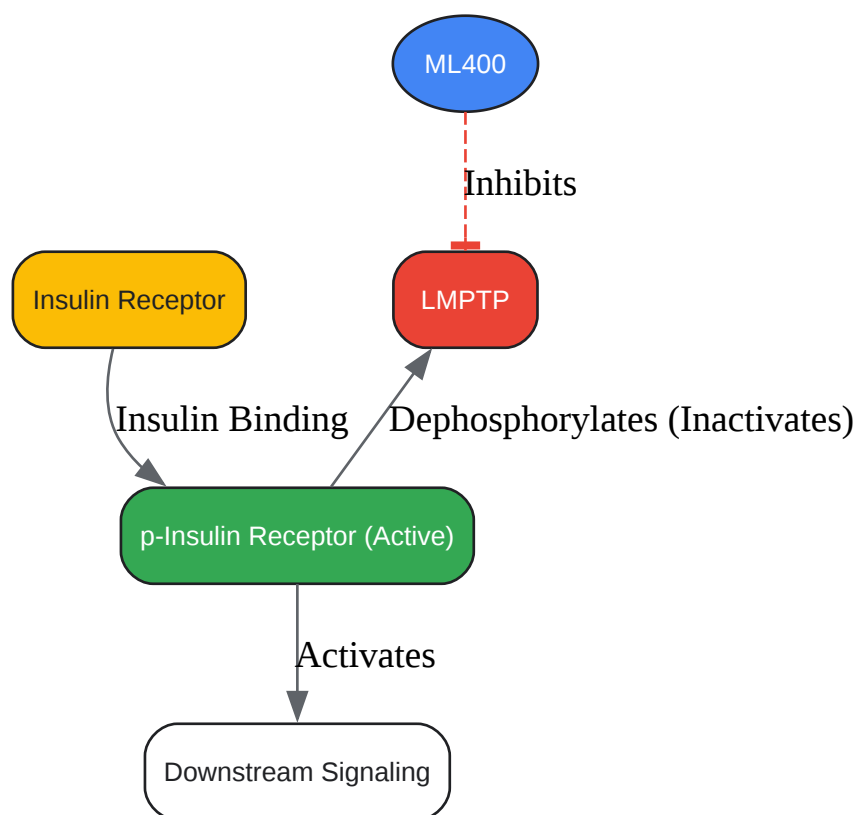 ML400
Inhibits
Insulin Receptor
LMPTP
Insulin Binding
Dephosphorylates (Inactivates)
p-Insulin Receptor (Active)
Activates
Downstream Signaling